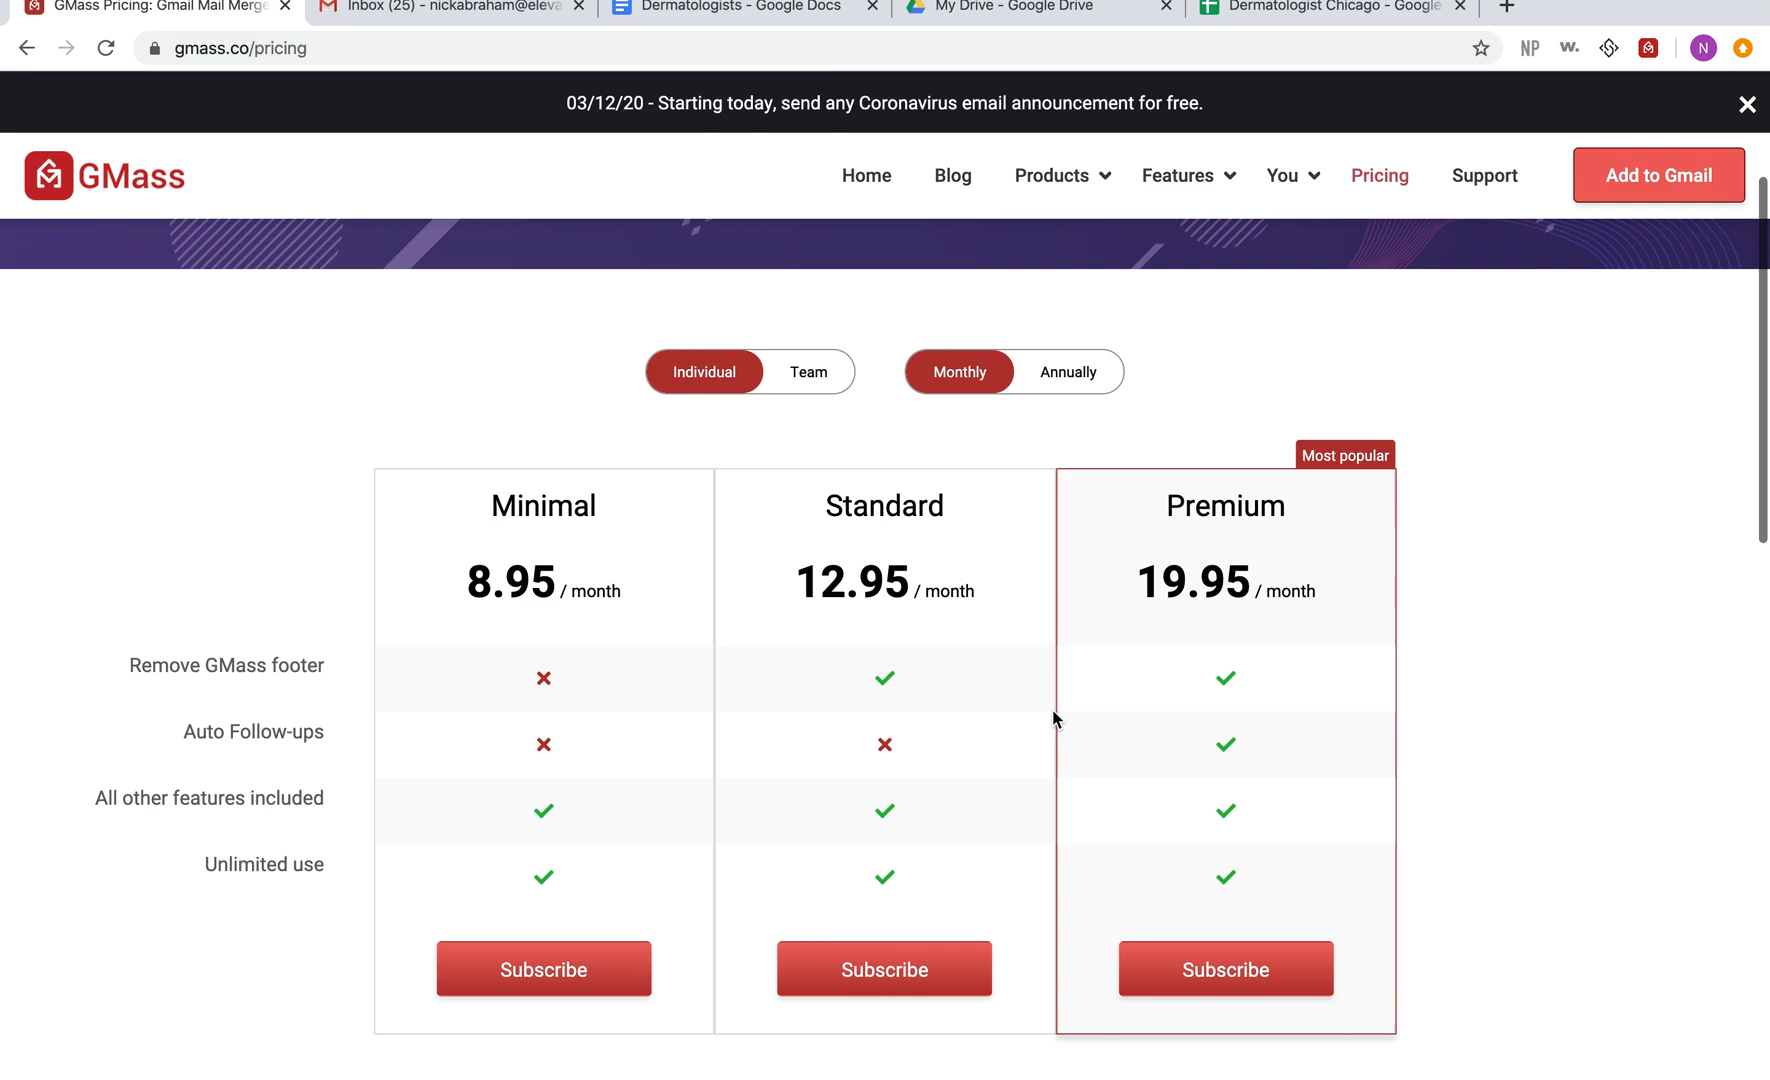 GMass Pricing: Gmail Mail Merge
Inbox (25) - nickabraham@eleva
Dermatologists - Google Docs
My Drive - Google Drive
Dermatologist Chicago - Google
gmass.co/pricing
NP
w.
N
03/12/20 - Starting today, send any Coronavirus email announcement for free.
GMass
Home
Blog
Products
Features
You
Pricing
Support
Add to Gmail
Individual
Team
Monthly
Annually
Most popular
Minimal
Standard
Premium
8.95 / month
12.95 / month
19.95 / month
Remove GMass footer
Auto Follow-ups
All other features included
Unlimited use
Subscribe
Subscribe
Subscribe